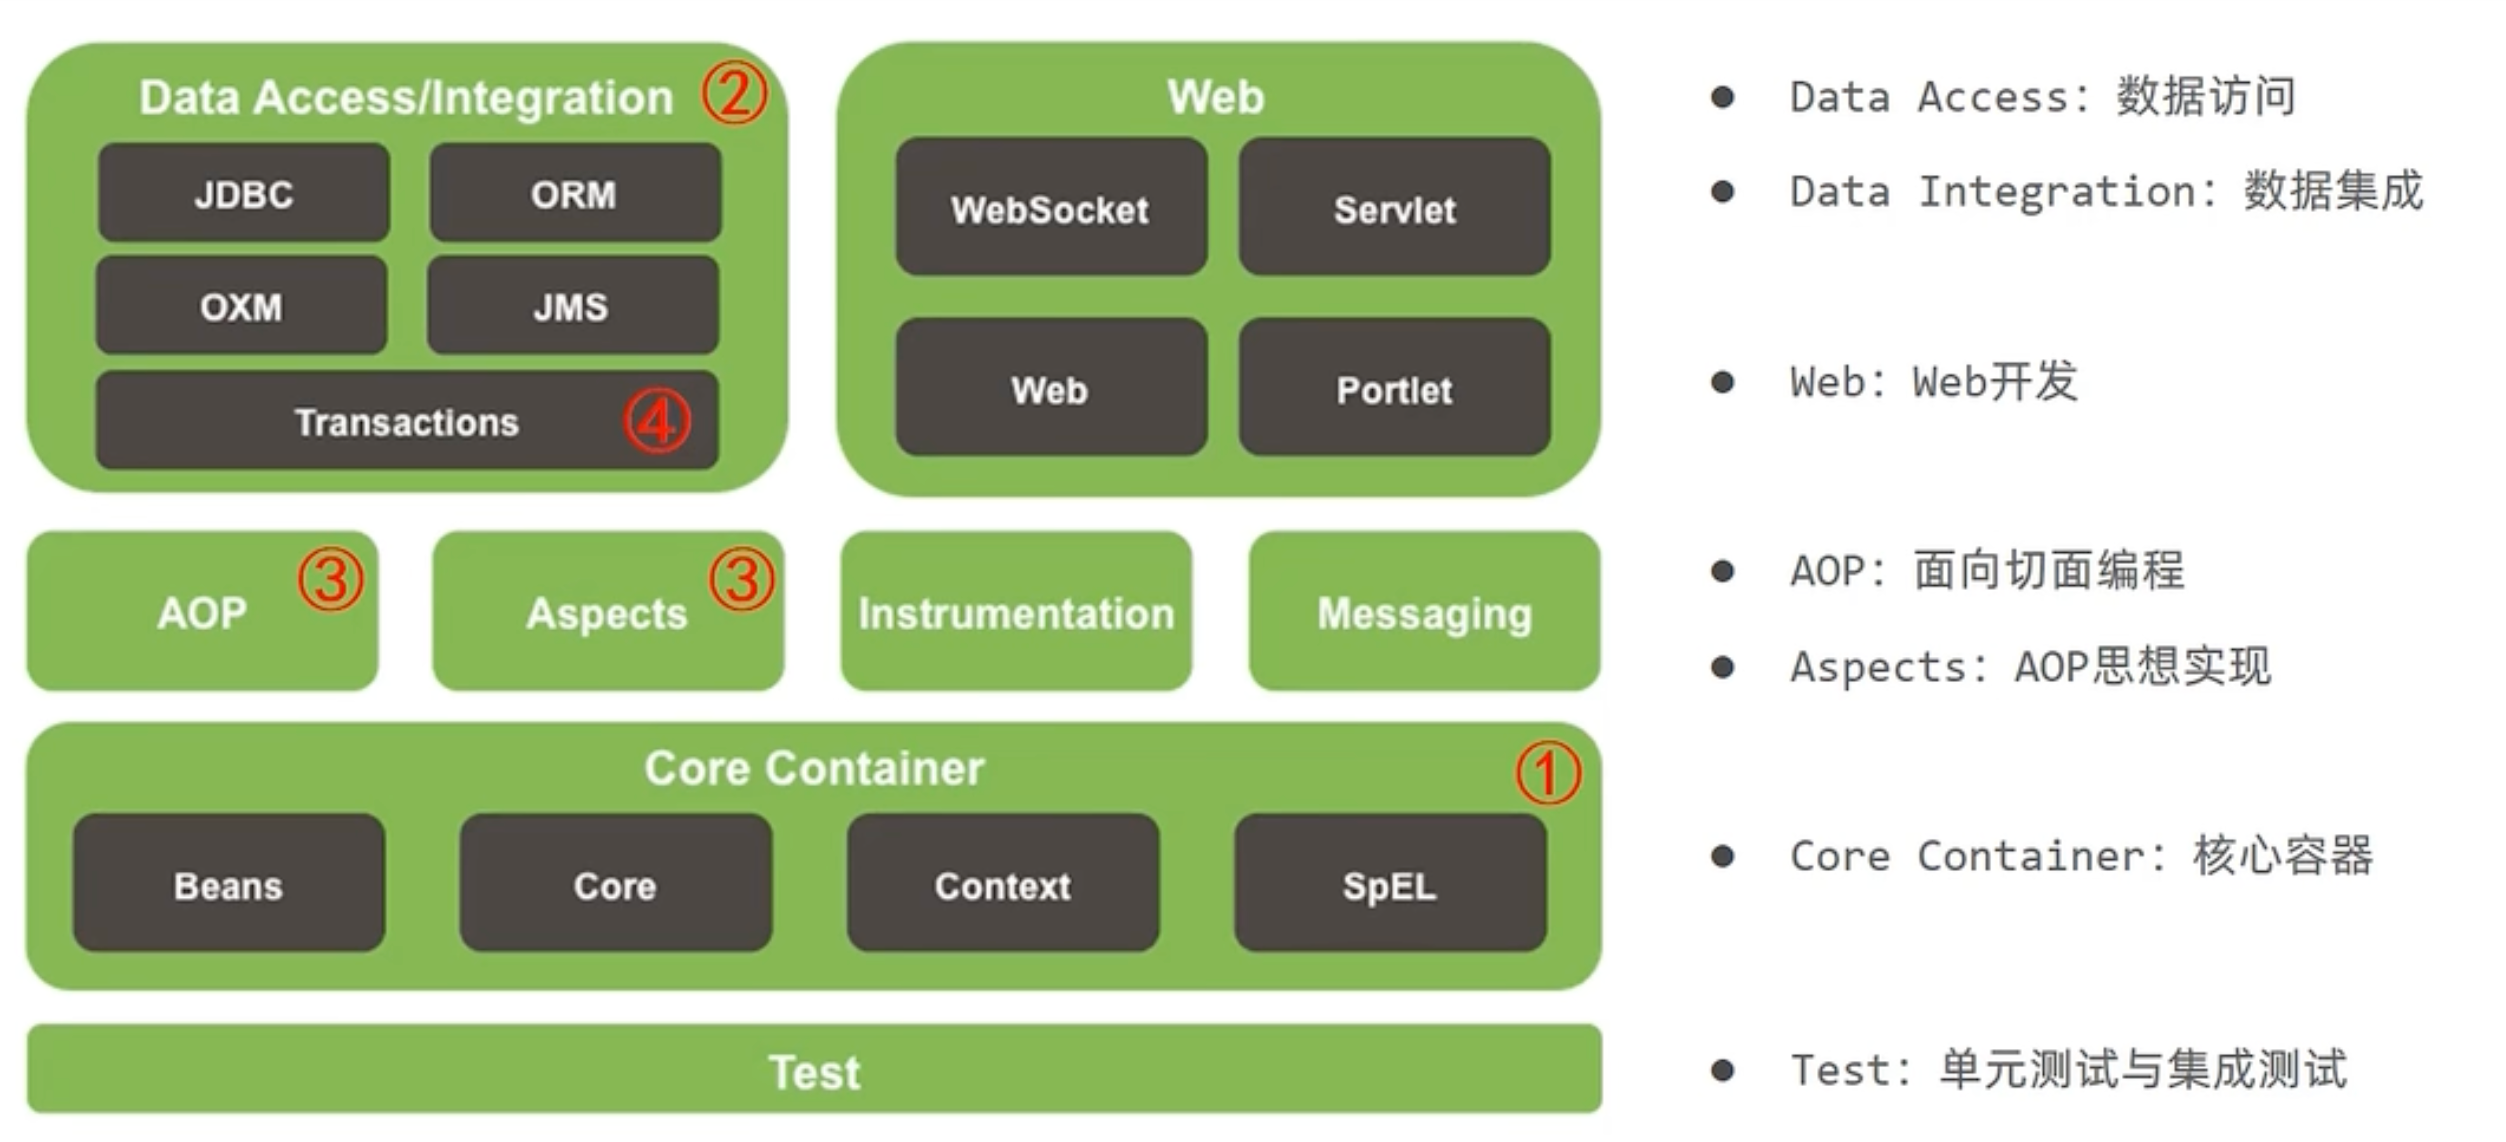 Data Access/Integration ②
JDBC
ORM
OXM
JMS
Transactions ④
Web
WebSocket
Servlet
Web
Portlet
AOP ③
Aspects ③
Instrumentation
Messaging
Core Container ①
Beans
Core
Context
SpEL
Test
● Data Access：数据访问
● Data Integration：数据集成
● Web：Web开发
● AOP：面向切面编程
● Aspects：AOP思想实现
● Core Container：核心容器
● Test：单元测试与集成测试